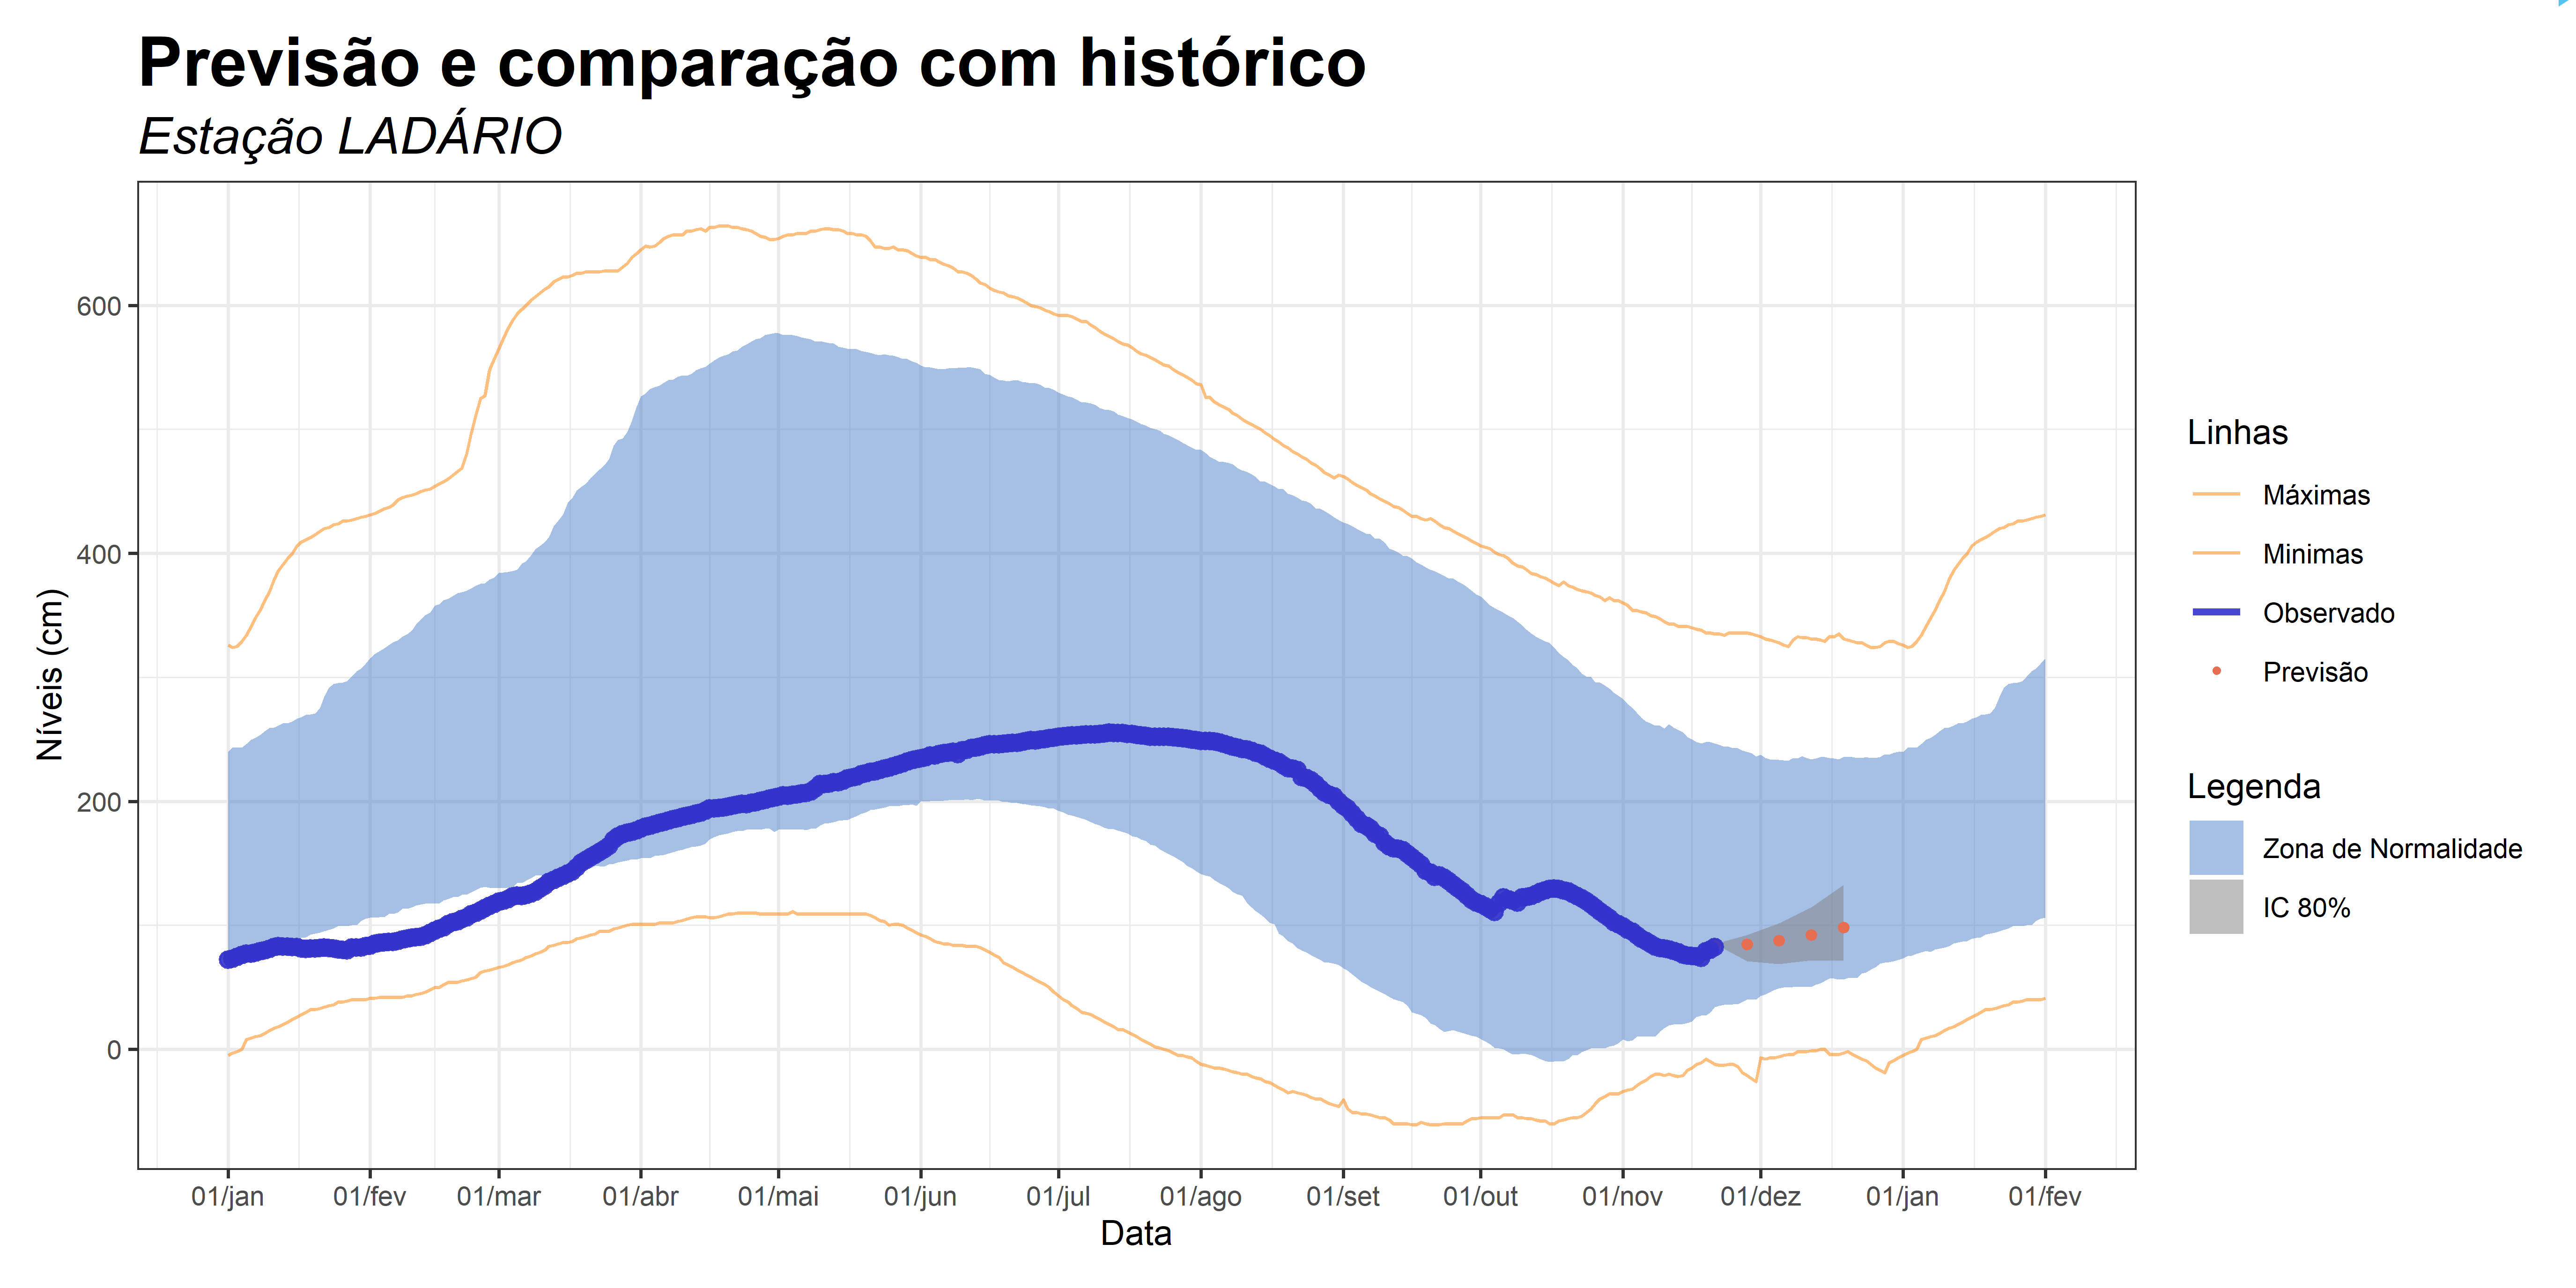 Previsão e comparação com histórico
Estação LADÁRIO
Níveis (cm)
600
400
200
0
01/jan 01/fev 01/mar 01/abr 01/mai 01/jun 01/jul 01/ago 01/set 01/out 01/nov 01/dez 01/jan 01/fev
Data
Linhas
Máximas
Minimas
Observado
Previsão
Legenda
Zona de Normalidade
IC 80%